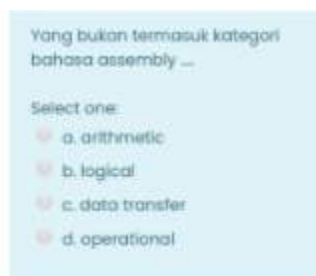 Yang bukan termasuk kategori
bahasa assembly ...
Select one:
a. arithmetic
b. logical
c. data transfer
d. operational